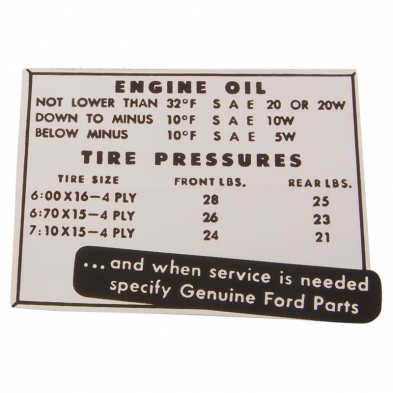 ENGINE OIL
NOT LOWER THAN 32°F S A E 20 OR 20W
DOWN TO MINUS 10°F S A E 10W
BELOW MINUS 10°F S A E 5W
TIRE PRESSURES
TIRE SIZE FRONT LBS. REAR LBS.
6:00X16—4 PLY 28 25
6:70X15—4 PLY 26 23
7:10X15—4 PLY 24 21
...and when service is needed
specify Genuine Ford Parts